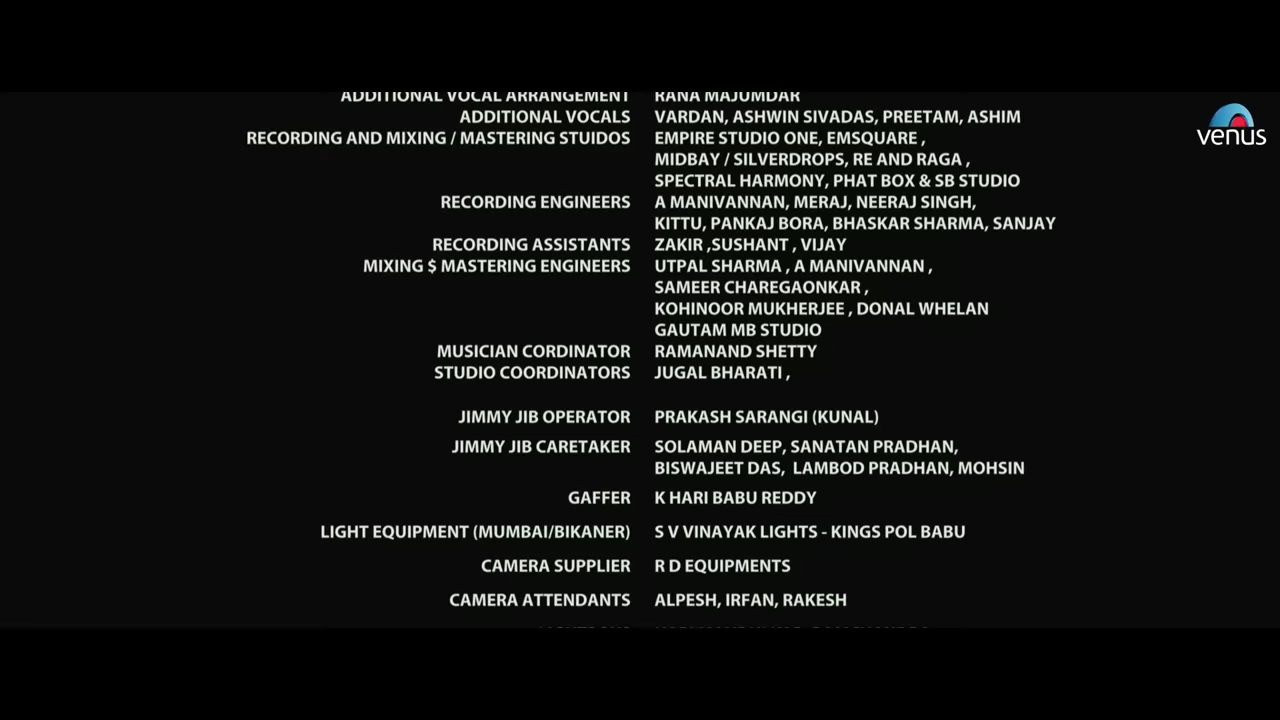 ADDITIONAL VOCAL ARRANGEMENT RANA MAJUMDAR
ADDITIONAL VOCALS VARDAN, ASHWIN SIVADAS, PREETAM, ASHIM
RECORDING AND MIXING / MASTERING STUIDOS EMPIRE STUDIO ONE, EMSQUARE ,
MIDBAY / SILVERDROPS, RE AND RAGA ,
SPECTRAL HARMONY, PHAT BOX & SB STUDIO
RECORDING ENGINEERS A MANIVANNAN, MERAJ, NEERAJ SINGH,
KITTU, PANKAJ BORA, BHASKAR SHARMA, SANJAY
RECORDING ASSISTANTS ZAKIR ,SUSHANT , VIJAY
MIXING $ MASTERING ENGINEERS UTPAL SHARMA , A MANIVANNAN ,
SAMEER CHAREGAONKAR ,
KOHINOOR MUKHERJEE , DONAL WHELAN
GAUTAM MB STUDIO
MUSICIAN CORDINATOR RAMANAND SHETTY
STUDIO COORDINATORS JUGAL BHARATI ,
JIMMY JIB OPERATOR PRAKASH SARANGI (KUNAL)
JIMMY JIB CARETAKER SOLAMAN DEEP, SANATAN PRADHAN,
BISWAJEET DAS, LAMBOD PRADHAN, MOHSIN
GAFFER K HARI BABU REDDY
LIGHT EQUIPMENT (MUMBAI/BIKANER) S V VINAYAK LIGHTS - KINGS POL BABU
CAMERA SUPPLIER R D EQUIPMENTS
CAMERA ATTENDANTS ALPESH, IRFAN, RAKESH
venus